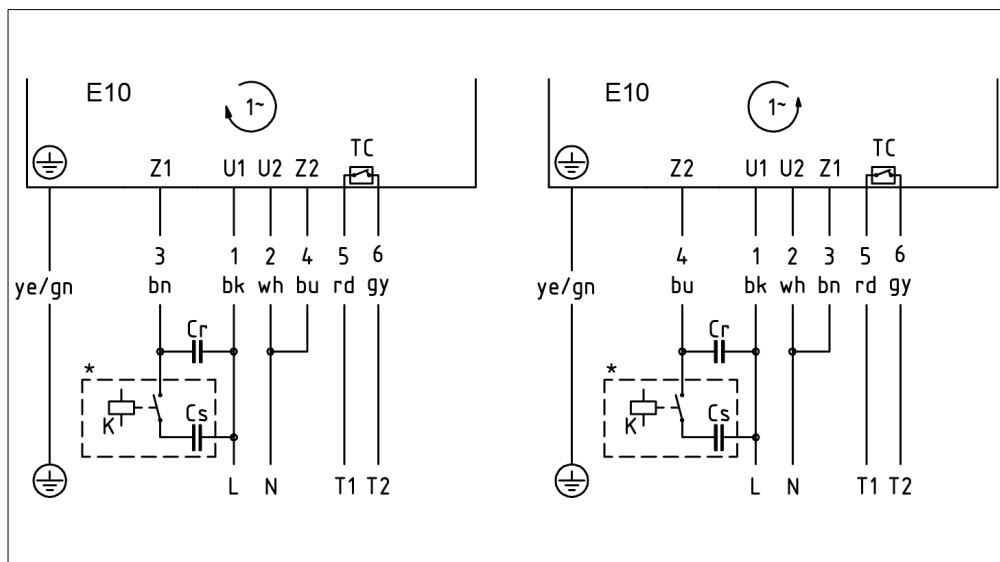 E10
1~
TC
Z1 U1 U2 Z2
3 1 2 4 5 6
ye/gn bn bk wh bu rd gy
Cr
*
K Cs
L N T1 T2
E10
1~
TC
Z2 U1 U2 Z1
4 1 2 3 5 6
ye/gn bu bk wh bn rd gy
Cr
*
K Cs
L N T1 T2